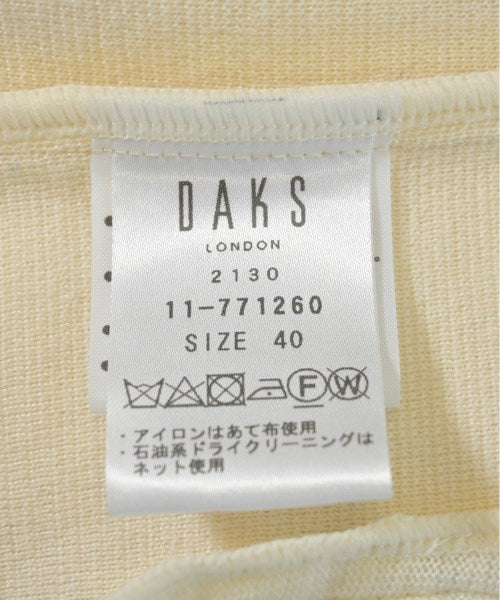 DAKS
LONDON
2130
11-771260
SIZE 40
F W
・アイロンはあて布使用
・石油系ドライクリーニングは
ネット使用